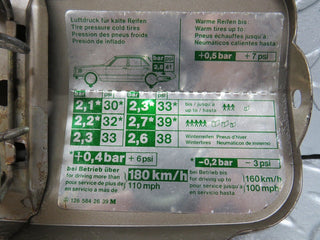 Luftdruck für kalte Reifen
Tire pressure cold tires
Pression des pneus froids
Presión de inflado
Warme Reifen bis
Warm tires up to
Pneus échauffés jusqu'à
Neumáticos calientes hasta
+0,5 bar + 7 psi
bar
2,1* 30* 2,3* 33* bis / jusqu'à
up to / hasta
2,2* 32* 2,7* 39*
2,3 33 2,6 38 Winterreifen Pneus d'hiver
Wintertires Neumáticos de invierno
+0,4 bar + 6 psi
-0,2 bar - 3 psi
bei Betrieb über
for driving more than
pour service de plus de
en servicio a más de
180 km/h
110 mph
bei Betrieb bis
for driving up to
pour service jusqu'à
en servicio hasta
160 km/h
100 mph
126 584 26 39 M